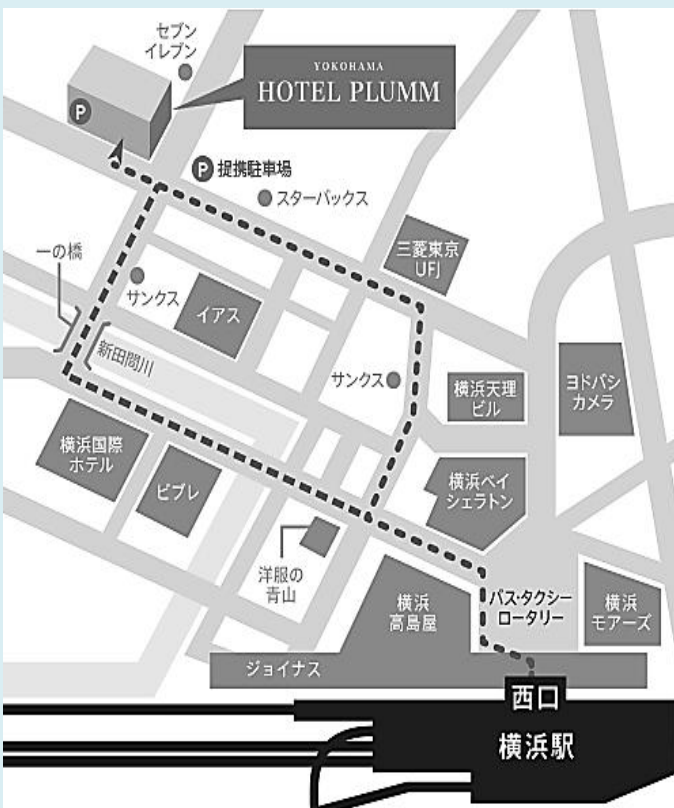 セブン
イレブン
YOKOHAMA
HOTEL PLUMM
P
P 提携駐車場
スターバックス
三菱東京
UFJ
一の橋
サンクス
イアス
新田間川
サンクス
横浜天理
ビル
ヨドバシ
カメラ
横浜国際
ホテル
ビブレ
横浜ベイ
シェラトン
洋服の
青山
横浜
高島屋
バス・タクシー
ロータリー
横浜
モアーズ
ジョイナス
西口
横浜駅